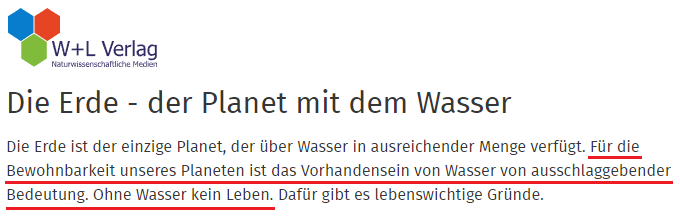 W+L Verlag
Naturwissenschaftliche Medien
Die Erde - der Planet mit dem Wasser
Die Erde ist der einzige Planet, der über Wasser in ausreichender Menge verfügt. Für die
Bewohnbarkeit unseres Planeten ist das Vorhandensein von Wasser von ausschlaggebender
Bedeutung. Ohne Wasser kein Leben. Dafür gibt es lebenswichtige Gründe.